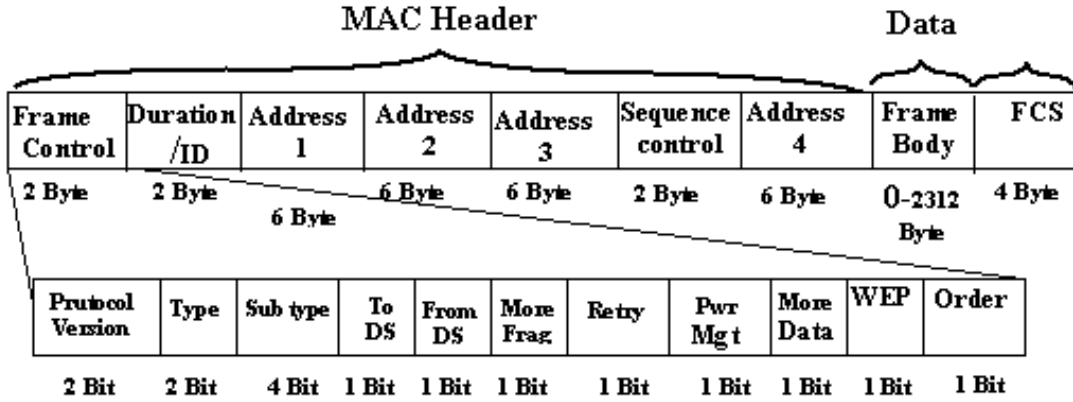 MAC Header Data
Frame Control Duration /ID Address 1 Address 2 Address 3 Sequence control Address 4 Frame Body FCS
2 Byte 2 Byte 6 Byte 6 Byte 6 Byte 2 Byte 6 Byte 0-2312 Byte 4 Byte
Prutocol Version Type Sub type To DS From DS More Frag Retry Pwr Mgt More Data WEP Order
2 Bit 2 Bit 4 Bit 1 Bit 1 Bit 1 Bit 1 Bit 1 Bit 1 Bit 1 Bit 1 Bit